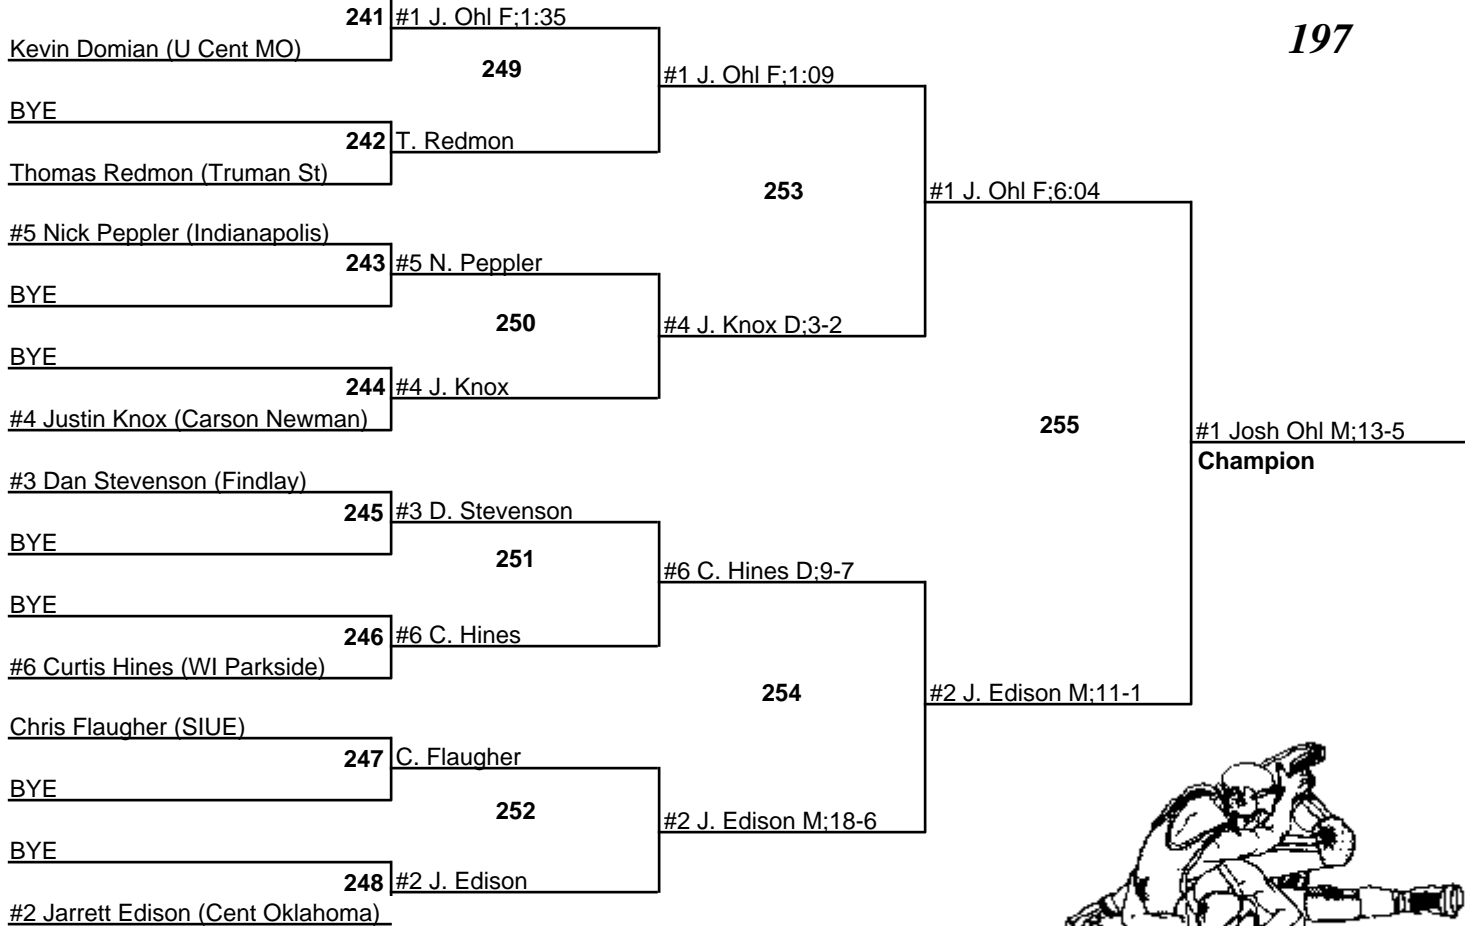 241 #1 J. Ohl F;1:35
197
Kevin Domian (U Cent MO)
249
#1 J. Ohl F;1:09
BYE
242 T. Redmon
Thomas Redmon (Truman St)
253
#1 J. Ohl F;6:04
#5 Nick Peppler (Indianapolis)
243 #5 N. Peppler
BYE
250
#4 J. Knox D;3-2
BYE
244 #4 J. Knox
#4 Justin Knox (Carson Newman)
255
#1 Josh Ohl M;13-5
Champion
#3 Dan Stevenson (Findlay)
245 #3 D. Stevenson
BYE
251
#6 C. Hines D;9-7
BYE
246 #6 C. Hines
#6 Curtis Hines (WI Parkside)
254
#2 J. Edison M;11-1
Chris Flaugher (SIUE)
247 C. Flaugher
BYE
252
#2 J. Edison M;18-6
BYE
248 #2 J. Edison
#2 Jarrett Edison (Cent Oklahoma)